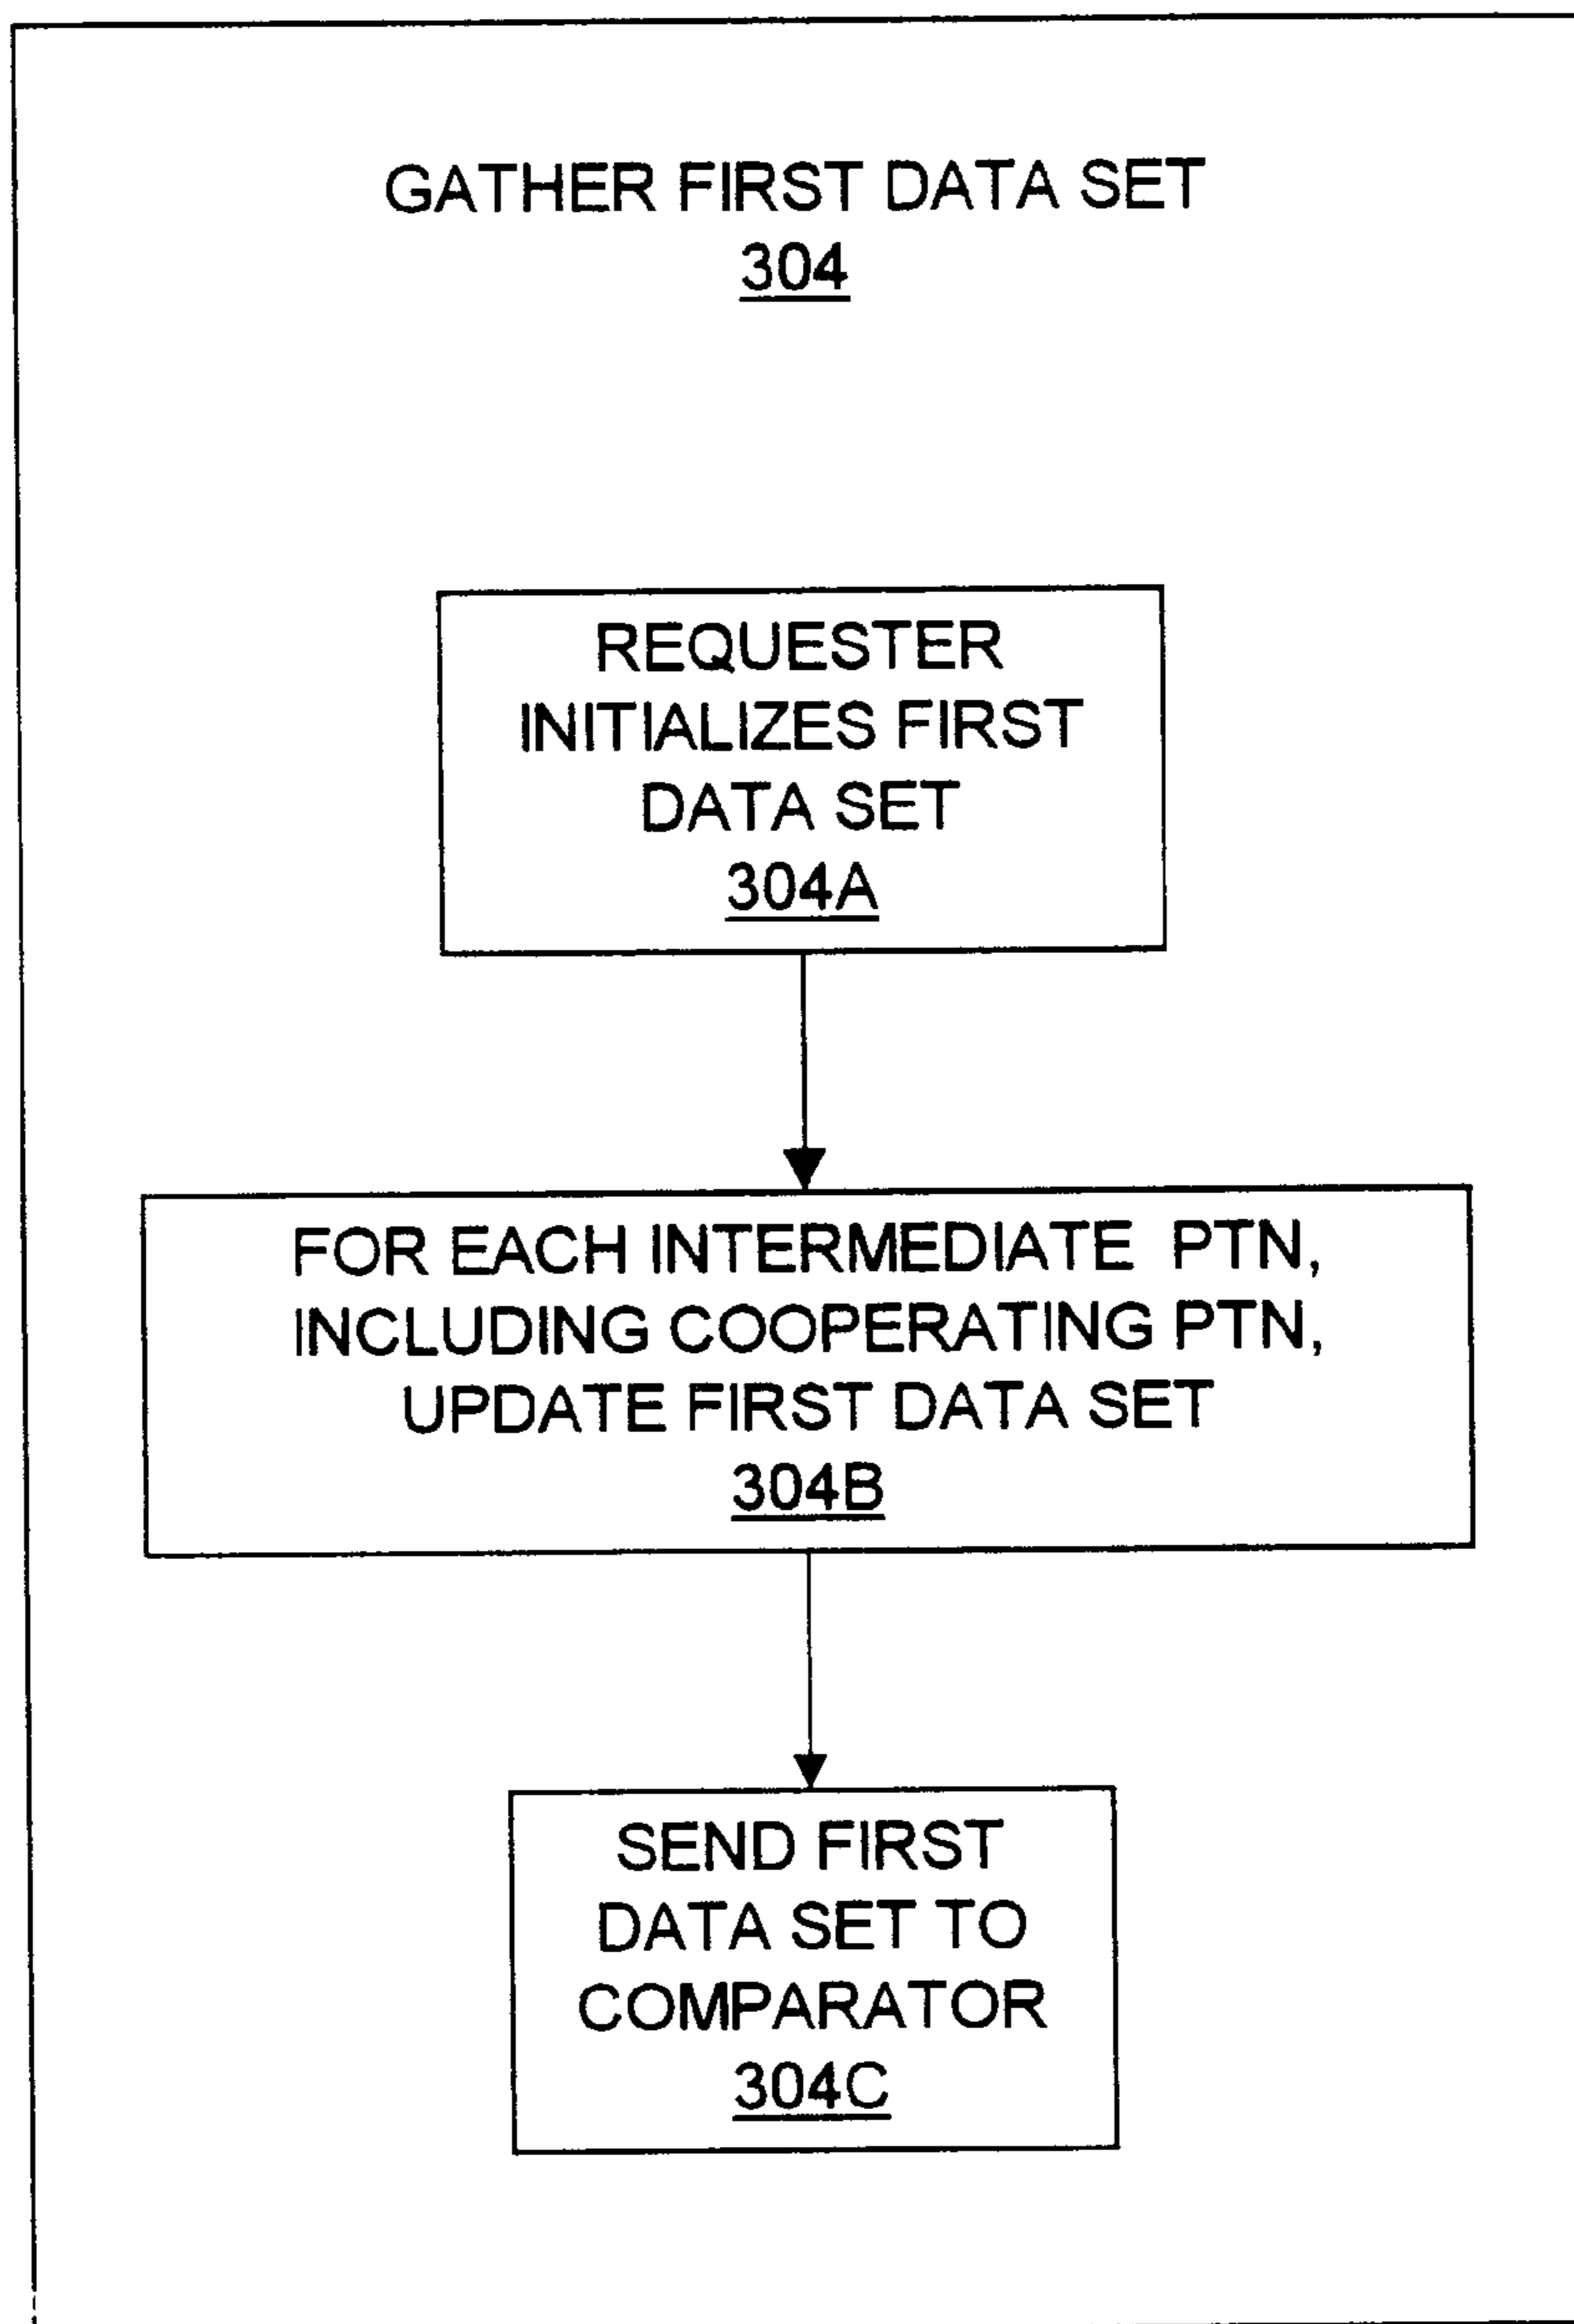 GATHER FIRST DATA SET
304
REQUESTER
INITIALIZES FIRST
DATA SET
304A
FOR EACH INTERMEDIATE PTN,
INCLUDING COOPERATING PTN,
UPDATE FIRST DATA SET
304B
SEND FIRST
DATA SET TO
COMPARATOR
304C